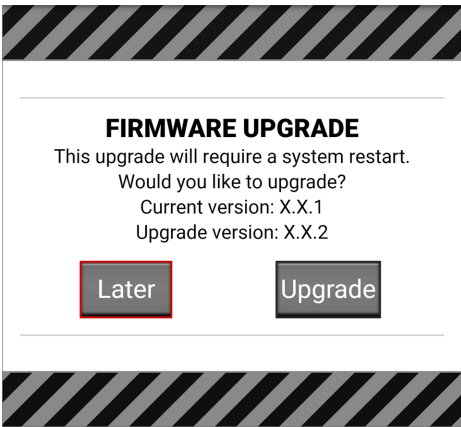 FIRMWARE UPGRADE
This upgrade will require a system restart.
Would you like to upgrade?
Current version: X.X.1
Upgrade version: X.X.2
Later
Upgrade